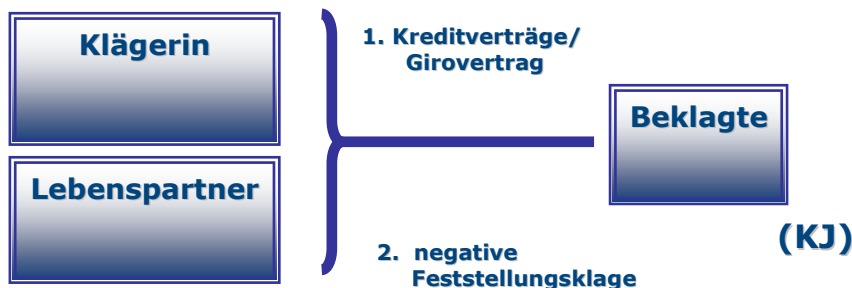 Klägerin
Lebenspartner
1. Kreditverträge/
Girovertrag
2. negative
Feststellungsklage
Beklagte
(KJ)